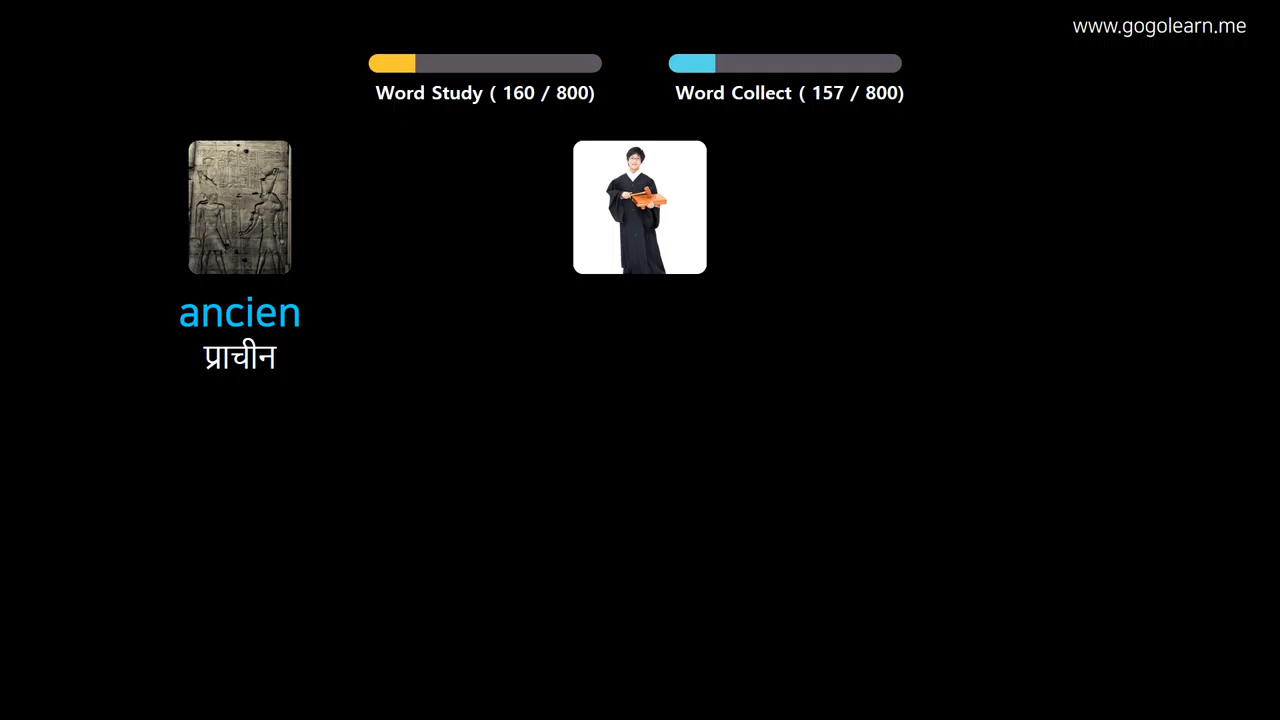 www.gogolearn.me
Word Study ( 160 / 800)
Word Collect ( 157 / 800)
ancien
प्राचीन